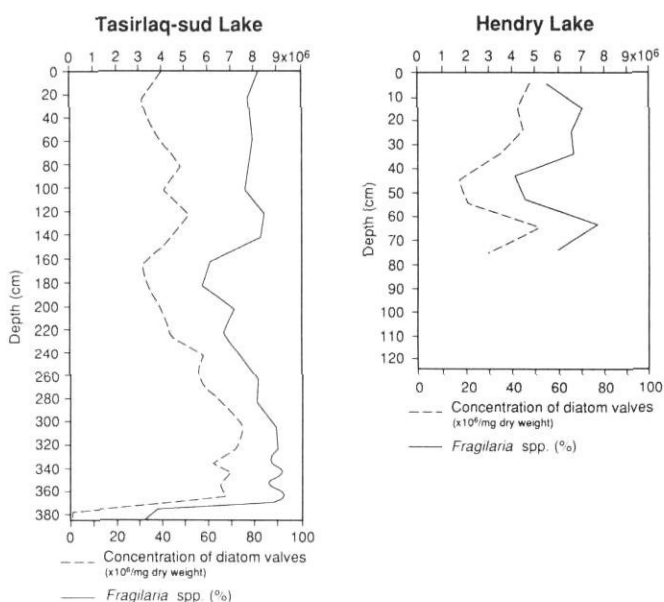 Tasirlaq-sud Lake
0 1 2 3 4 5 6 7 8 9x10⁶
Depth (cm)
0
20
40
60
80
100
120
140
160
180
200
220
240
260
280
300
320
340
360
380
0 20 40 60 80 100
Concentration of diatom valves
(x10⁶/mg dry weight)
Fragilaria spp. (%)
Hendry Lake
0 1 2 3 4 5 6 7 8 9x10⁶
Depth (cm)
0
10
20
30
40
50
60
70
80
90
100
110
120
0 20 40 60 80 100
Concentration of diatom valves
(x10⁶/mg dry weight)
Fragilaria spp. (%)